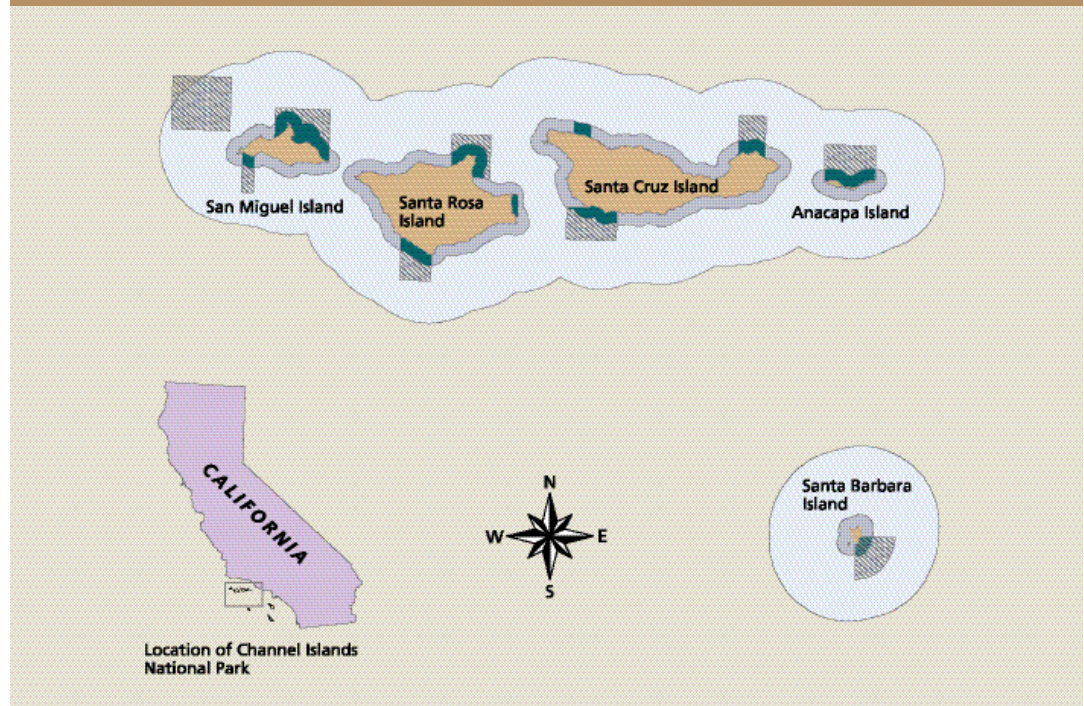 San Miguel Island
Santa Rosa
Island
Santa Cruz Island
Anacapa Island
CALIFORNIA
N
W
E
S
Santa Barbara
Island
Location of Channel Islands
National Park